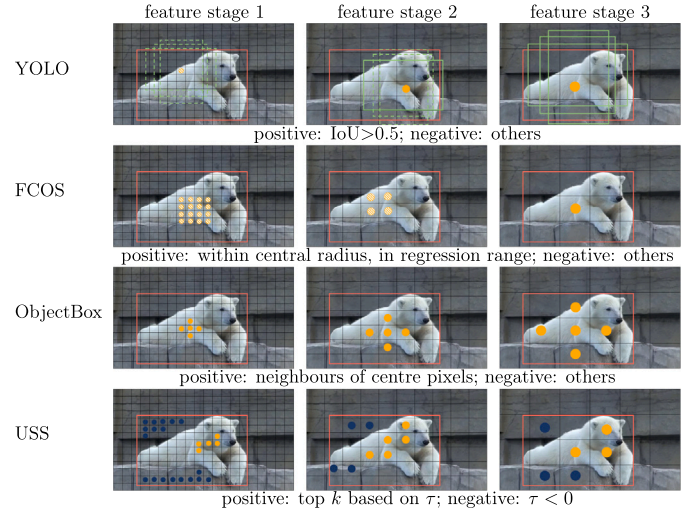 feature stage 1 feature stage 2 feature stage 3
YOLO
positive: IoU>0.5; negative: others
FCOS
positive: within central radius, in regression range; negative: others
ObjectBox
positive: neighbours of centre pixels; negative: others
USS
positive: top k based on τ; negative: τ < 0